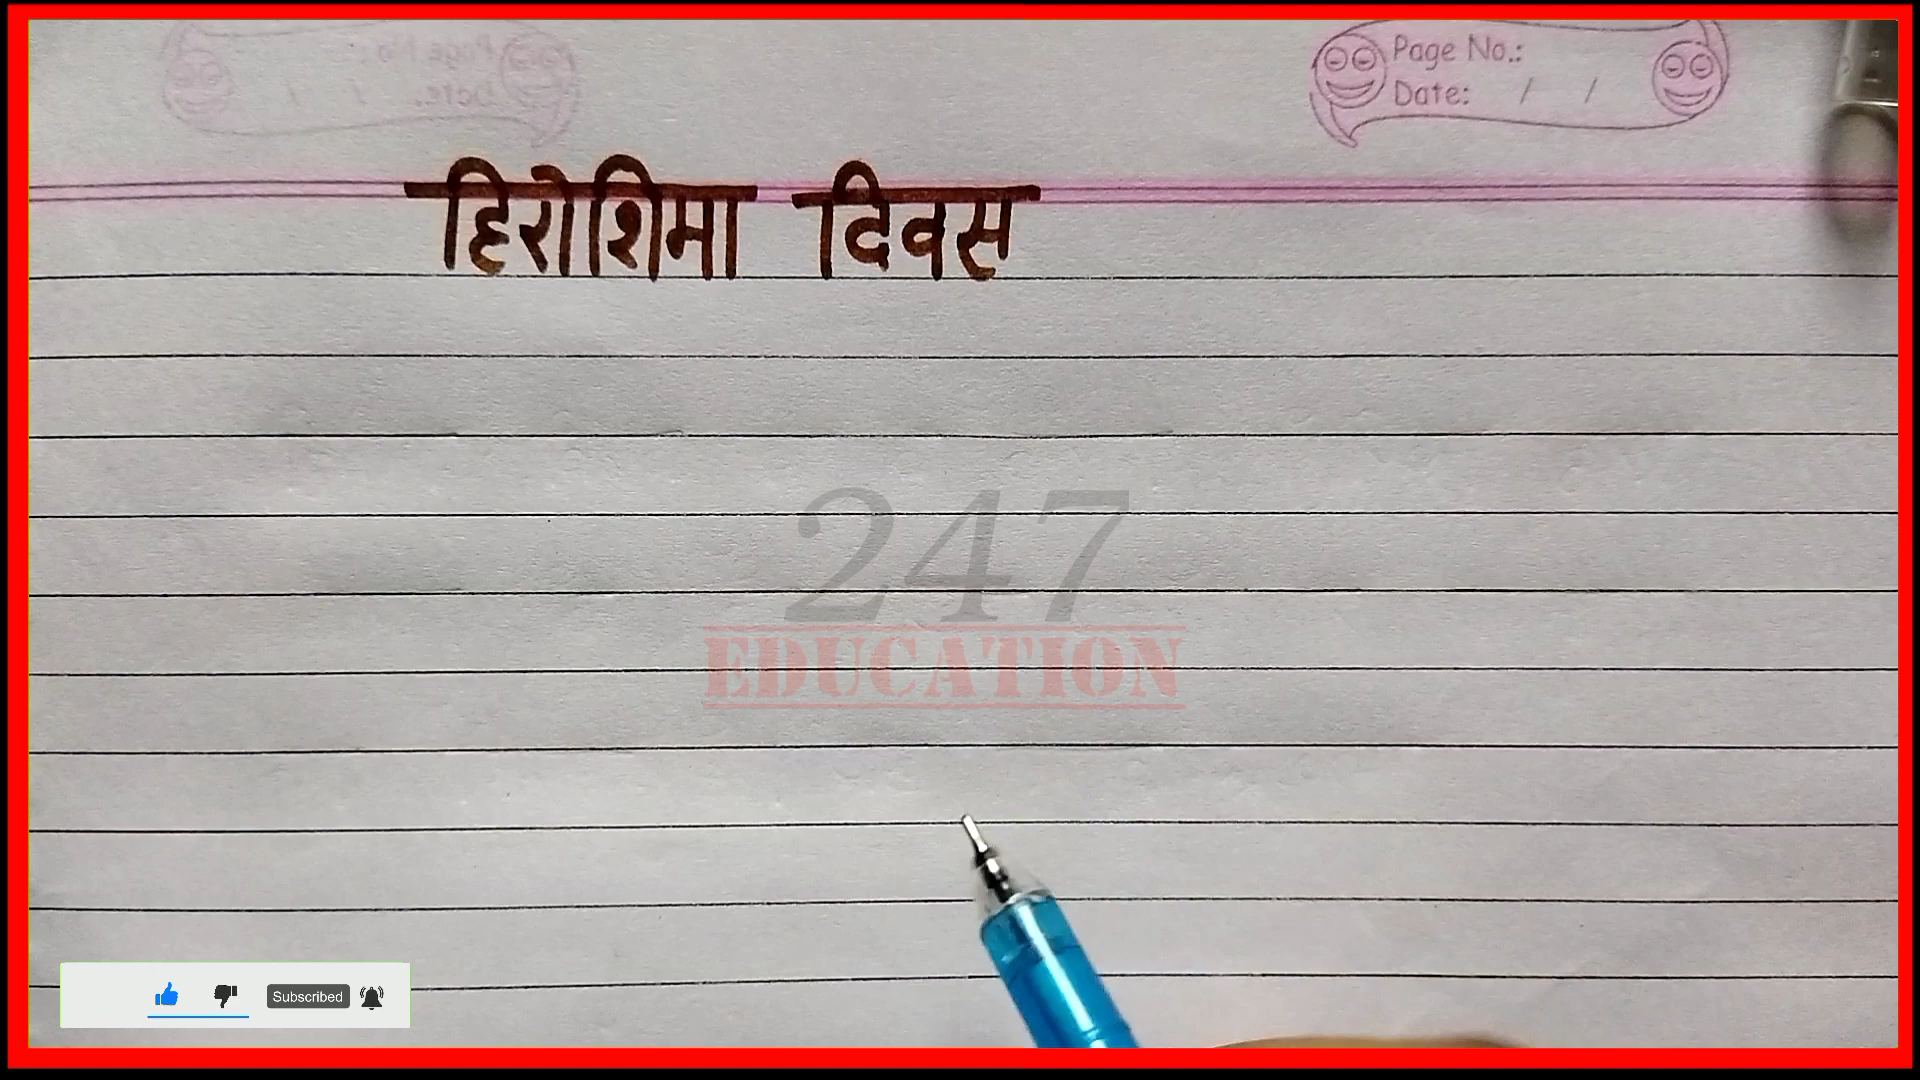 Page No.:
Date: / /
हिरोशिमा दिवस
247
EDUCATION
Subscribed